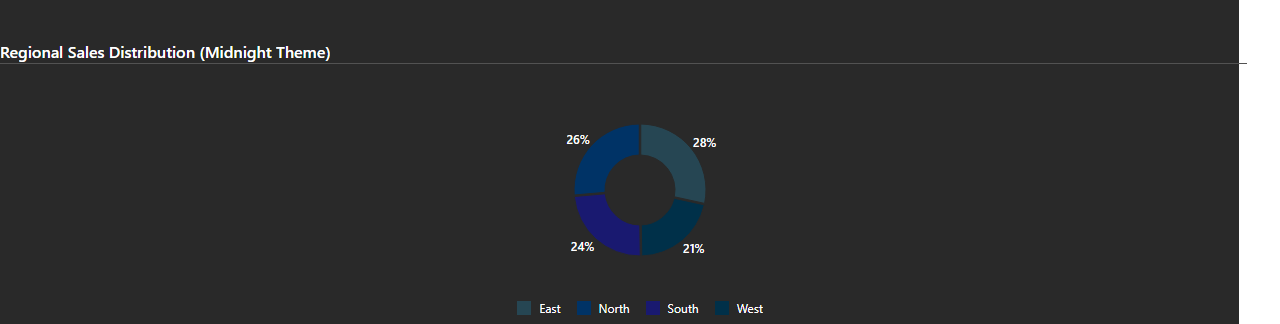 Regional Sales Distribution (Midnight Theme)
26%
28%
24%
21%
East North South West